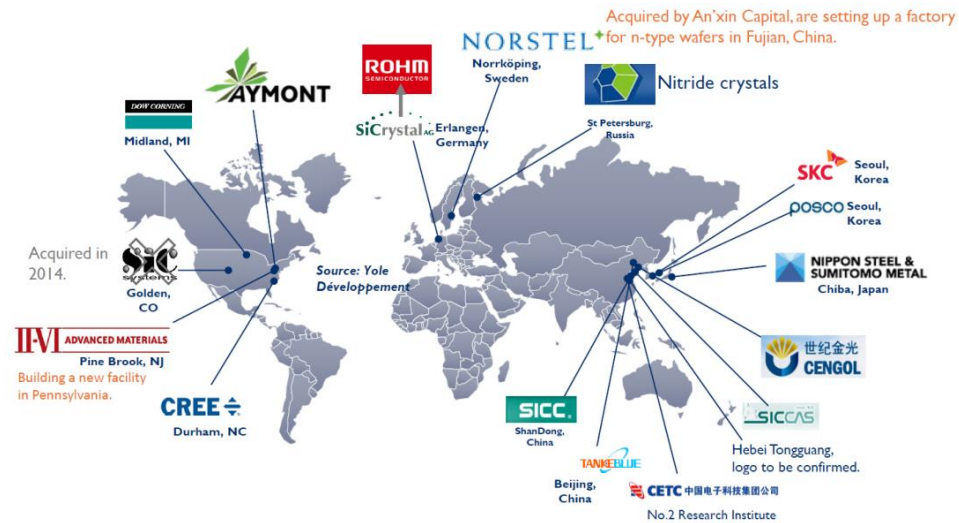 Acquired by An'xin Capital, are setting up a factory
for n-type wafers in Fujian, China.
NORSTEL
Norrköping,
Sweden
ROHM
SEMICONDUCTOR
SiCrystal AG
Erlangen,
Germany
Nitride crystals
St Petersburg,
Russia
AYMONT
DOW CORNING
Midland, MI
SKC
Seoul,
Korea
posco
Seoul,
Korea
NIPPON STEEL &
SUMITOMO METAL
Chiba, Japan
Acquired in
2014.
SiC
systems
Golden,
CO
Source: Yole
Développement
II-VI ADVANCED MATERIALS
Pine Brook, NJ
Building a new facility
in Pennsylvania.
CREE
Durham, NC
世纪金光
CENGOL
SICC
ShanDong,
China
SICCAS
TANKEBLUE
Beijing,
China
Hebei Tongguang,
logo to be confirmed.
CETC 中国电子科技集团公司
No.2 Research Institute